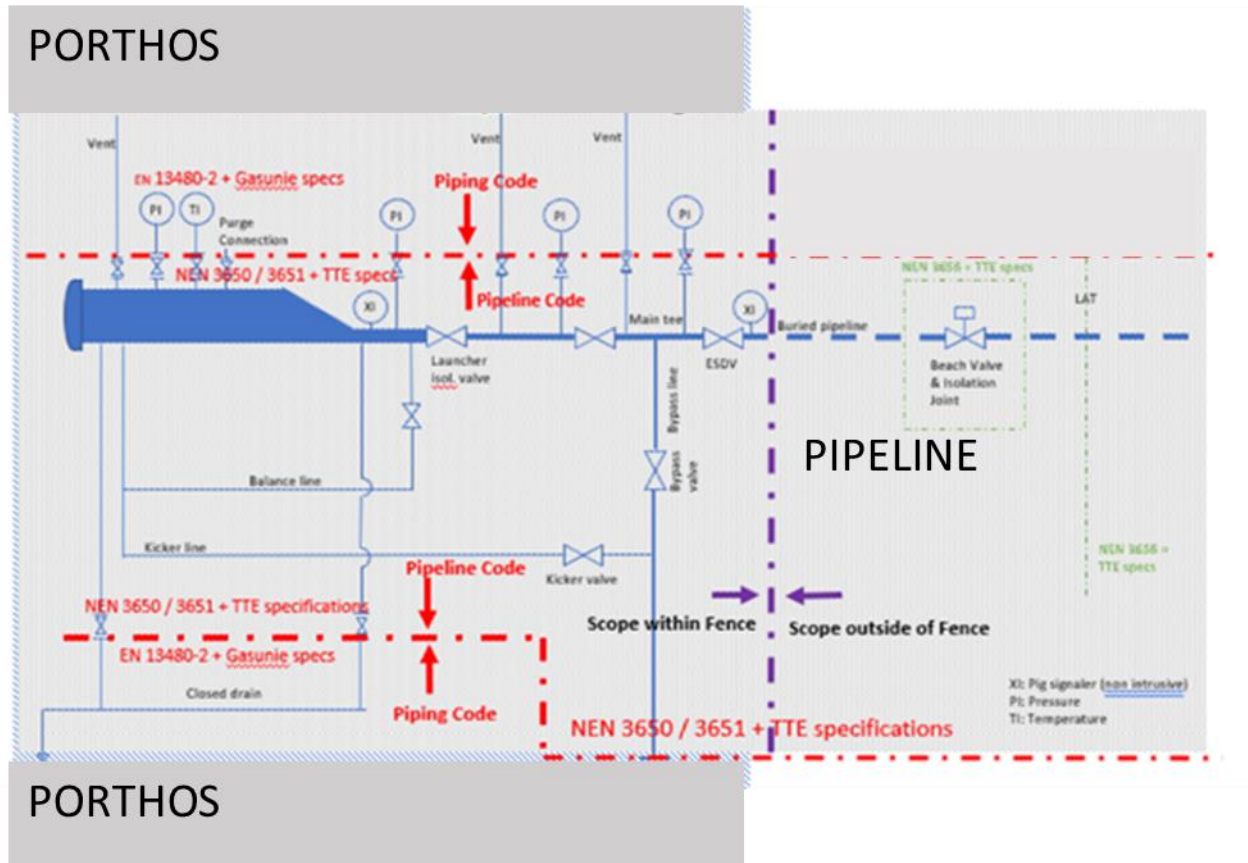 PORTHOS
Vent
Vent
Vent
EN 13480-2 + Gasunie specs
Piping Code
PI
TI
PI
PI
PI
Purge
Connection
NEN 3650 / 3651 + TTE specs
Pipeline Code
XI
XI
Launcher
isol. valve
Main tee
ESDV
Buried pipeline
NEN 3656 + TTE specs
Beach Valve
& Isolation
Joint
LAT
Bypass line
Bypass
valve
PIPELINE
Balance line
Kicker line
Kicker valve
Pipeline Code
NEN 3656 =
TTE specs
NEN 3650 / 3651 + TTE specifications
Scope within Fence
Scope outside of Fence
EN 13480-2 + Gasunie specs
Closed drain
Piping Code
NEN 3650 / 3651 + TTE specifications
XI: Pig signaler (non intrusive)
PI: Pressure
TI: Temperature
PORTHOS